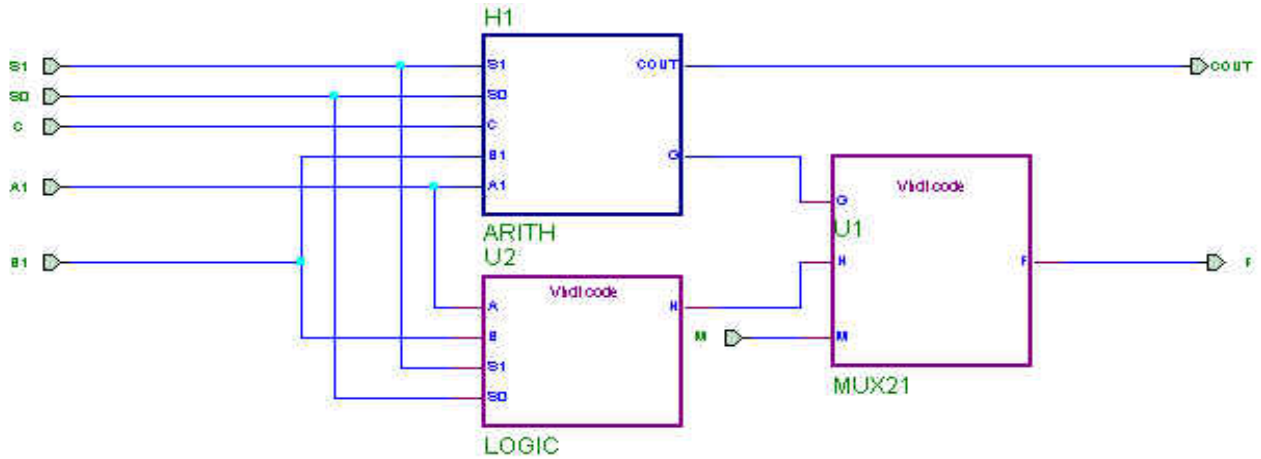 H1
S1
S0
C
A1
B1
S1
S0
C
B1
A1
COUT
G
COUT
ARITH
U2
Vhdl code
A
B
S1
S0
H
LOGIC
M
Vhdl code
G
U1
H
M
F
F
MUX21